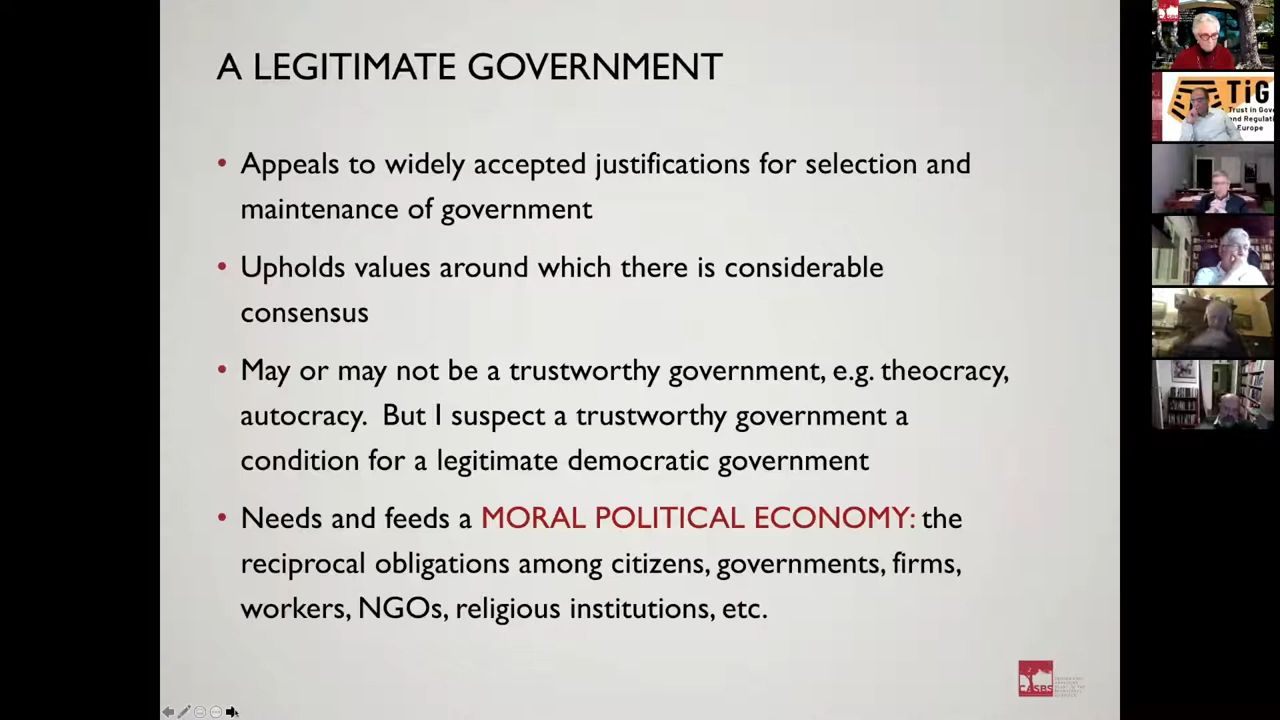 A LEGITIMATE GOVERNMENT
• Appeals to widely accepted justifications for selection and
maintenance of government
• Upholds values around which there is considerable
consensus
• May or may not be a trustworthy government, e.g. theocracy,
autocracy.  But I suspect a trustworthy government a
condition for a legitimate democratic government
• Needs and feeds a MORAL POLITICAL ECONOMY: the
reciprocal obligations among citizens, governments, firms,
workers, NGOs, religious institutions, etc.
CASBS
TiG
Trust in Gove
and Regulati
Europe